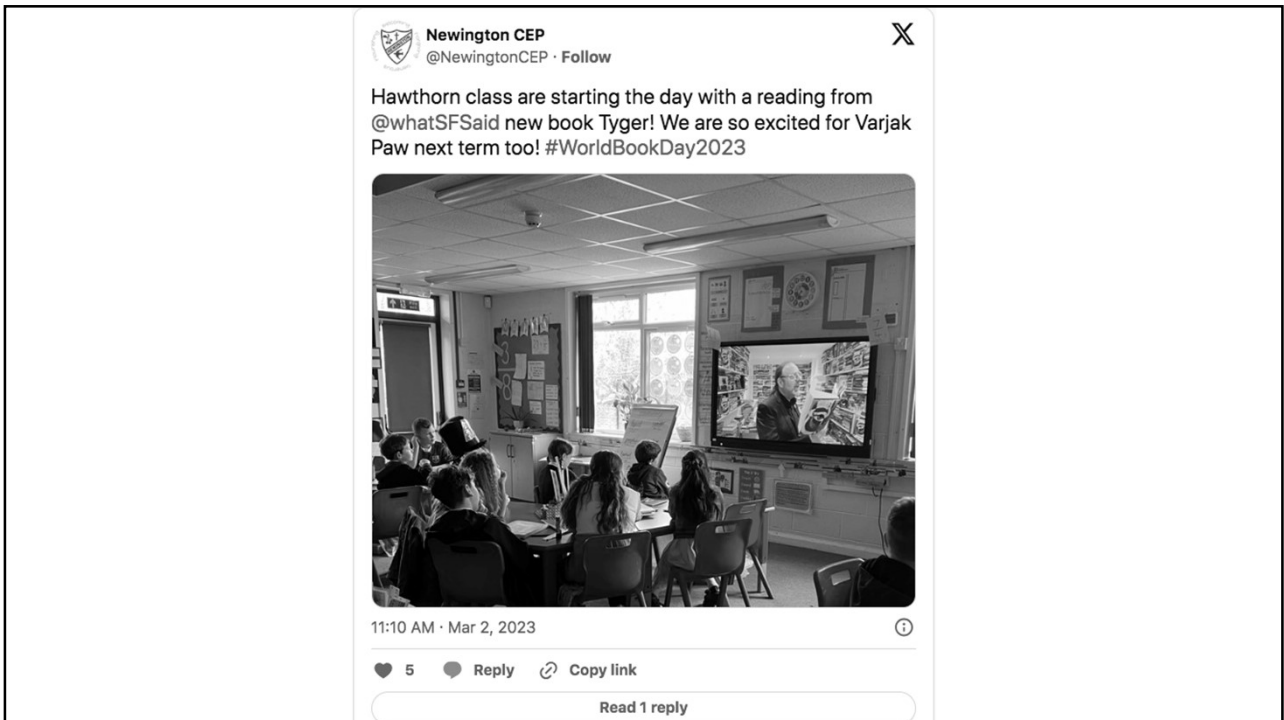 Newington CEP
@NewingtonCEP · Follow
Hawthorn class are starting the day with a reading from
@whatSFSaid new book Tyger! We are so excited for Varjak
Paw next term too! #WorldBookDay2023
11:10 AM · Mar 2, 2023
5 Reply Copy link
Read 1 reply